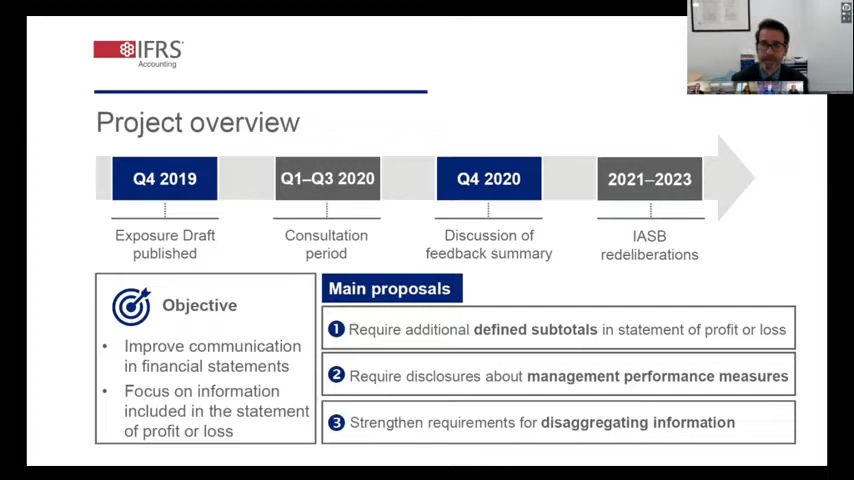 IFRS®
Accounting
Project overview
Q4 2019
Q1–Q3 2020
Q4 2020
2021–2023
Exposure Draft
published
Consultation
period
Discussion of
feedback summary
IASB
redeliberations
Objective
• Improve communication
in financial statements
• Focus on information
included in the statement
of profit or loss
Main proposals
1 Require additional defined subtotals in statement of profit or loss
2 Require disclosures about management performance measures
3 Strengthen requirements for disaggregating information